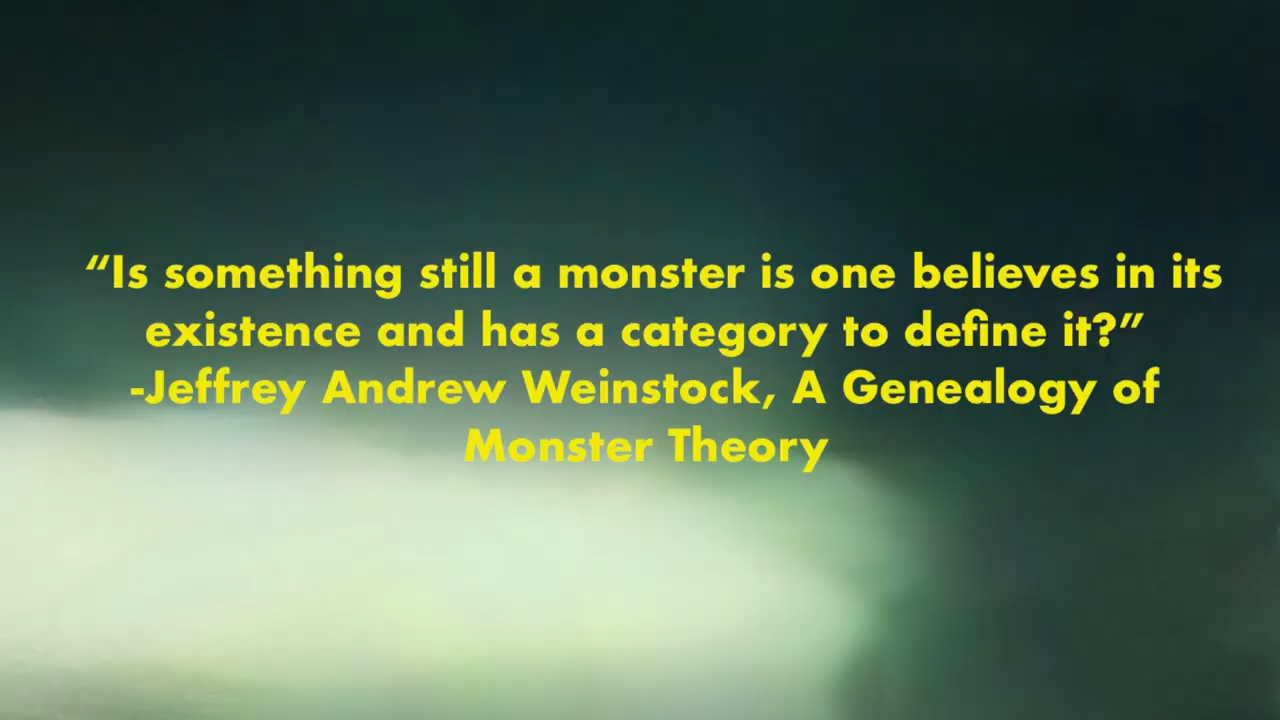 “Is something still a monster is one believes in its
existence and has a category to define it?”
-Jeffrey Andrew Weinstock, A Genealogy of
Monster Theory